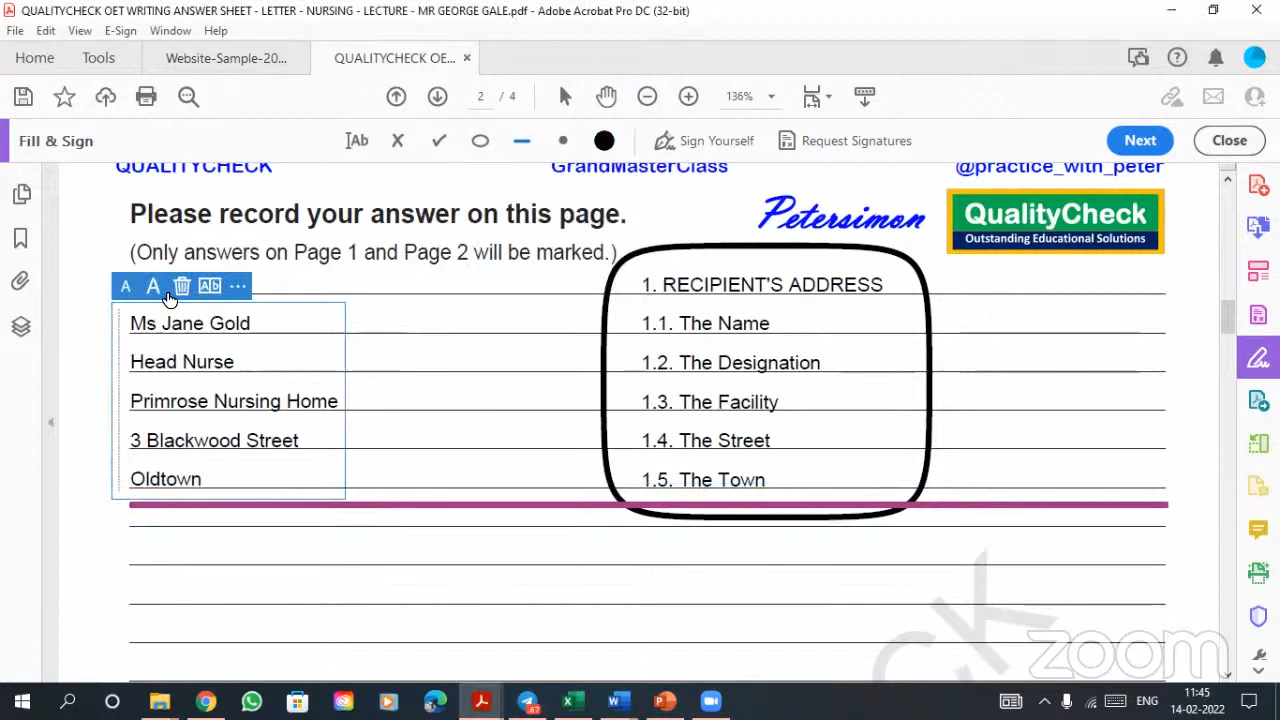 QUALITYCHECK OET WRITING ANSWER SHEET - LETTER - NURSING - LECTURE - MR GEORGE GALE.pdf - Adobe Acrobat Pro DC (32-bit)
File Edit View E-Sign Window Help
Home Tools Website-Sample-20... QUALITYCHECK OE... ×
2 / 4 136%
Fill & Sign Ab Sign Yourself Request Signatures Next Close
QUALITYCHECK GrandMasterClass @practice_with_peter
Please record your answer on this page. Petersimon QualityCheck
Outstanding Educational Solutions
(Only answers on Page 1 and Page 2 will be marked.)
A A Ab ...
1. RECIPIENT'S ADDRESS
Ms Jane Gold 1.1. The Name
Head Nurse 1.2. The Designation
Primrose Nursing Home 1.3. The Facility
3 Blackwood Street 1.4. The Street
Oldtown 1.5. The Town
CK
zoom
67
ENG 11:45
14-02-2022